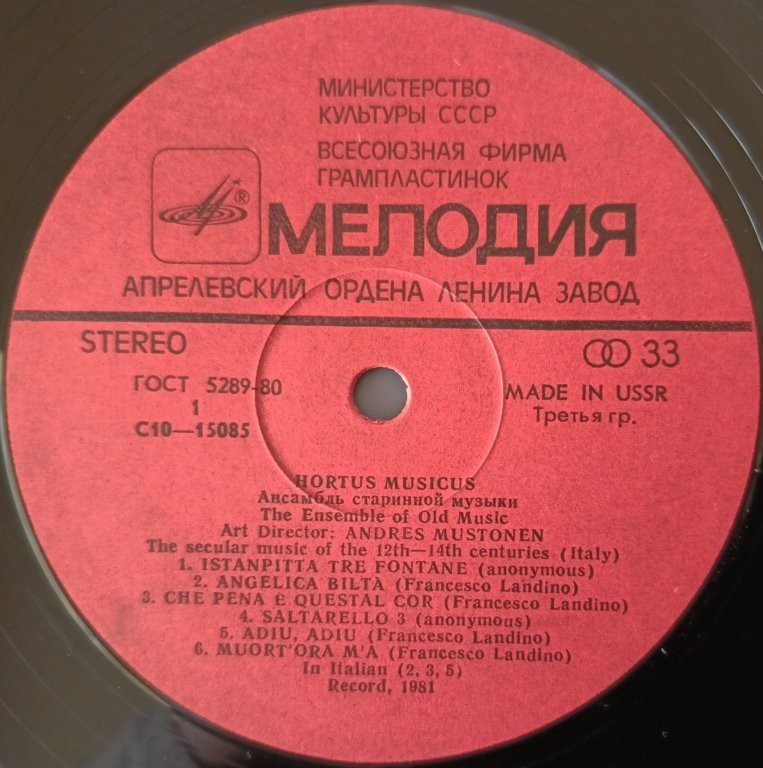 МИНИСТЕРСТВО
КУЛЬТУРЫ СССР
ВСЕСОЮЗНАЯ ФИРМА
ГРАМПЛАСТИНОК
®
МЕЛОДИЯ
АПРЕЛЕВСКИЙ ОРДЕНА ЛЕНИНА ЗАВОД
STEREO
33
ГОСТ 5289-80
MADE IN USSR
1
Третья гр.
С10—15085
HORTUS MUSICUS
Ансамбль старинной музыки
The Ensemble of Old Music
Art Director: ANDRES MUSTONEN
The secular music of the 12th—14th centuries (Italy)
1. ISTANPITTA TRE FONTANE (anonymous)
2. ANGELICA BILTA (Francesco Landino)
3. CHE PENA E QUESTAL COR (Francesco Landino)
4. SALTARELLO 3 (anonymous)
5. ADIU, ADIU (Francesco Landino)
6. MUORT'ORA M'A (Francesco Landino)
In Italian (2, 3, 5)
Record, 1981